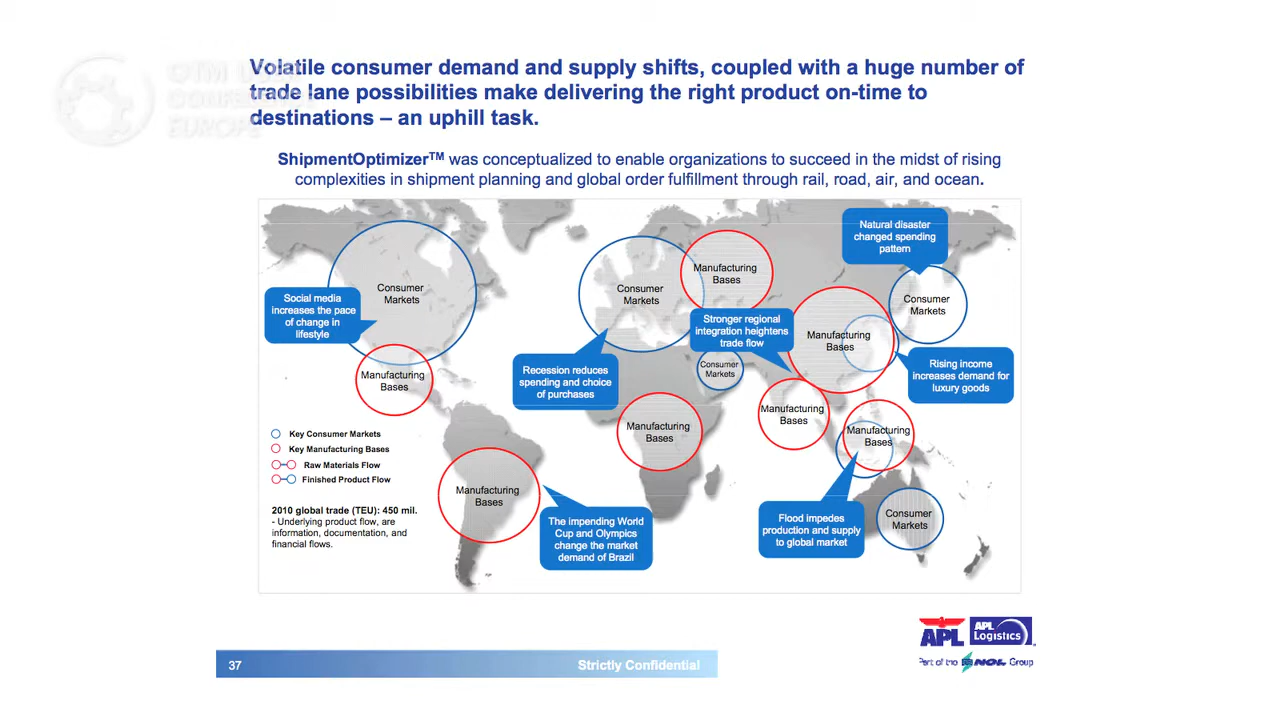 OTM USER
CONFERENCE
EUROPE
Volatile consumer demand and supply shifts, coupled with a huge number of
trade lane possibilities make delivering the right product on-time to
destinations – an uphill task.
ShipmentOptimizer™ was conceptualized to enable organizations to succeed in the midst of rising
complexities in shipment planning and global order fulfillment through rail, road, air, and ocean.
Natural disaster
changed spending
pattern
Consumer
Markets
Social media
increases the pace
of change in
lifestyle
Manufacturing
Bases
Consumer
Markets
Manufacturing
Bases
Recession reduces
spending and choice
of purchases
Stronger regional
integration heightens
trade flow
Consumer
Markets
Manufacturing
Bases
Consumer
Markets
Rising income
increases demand for
luxury goods
Manufacturing
Bases
Manufacturing
Bases
Manufacturing
Bases
Manufacturing
Bases
The impending World
Cup and Olympics
change the market
demand of Brazil
Flood impedes
production and supply
to global market
Consumer
Markets
Key Consumer Markets
Key Manufacturing Bases
Raw Materials Flow
Finished Product Flow
2010 global trade (TEU): 450 mil.
- Underlying product flow, are
information, documentation, and
financial flows.
37
Strictly Confidential
APL
APL
Logistics
Part of the NOL Group